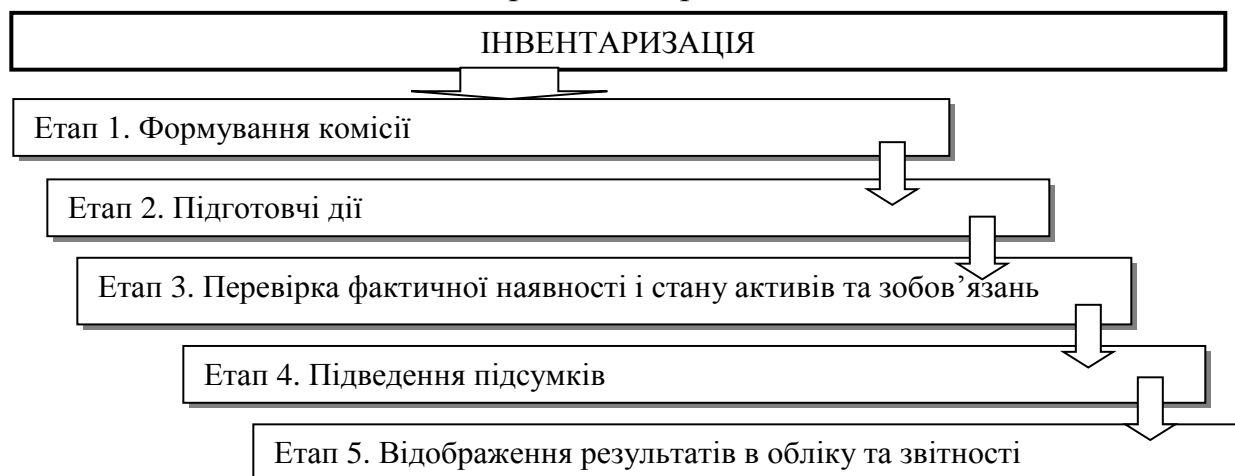 ІНВЕНТАРИЗАЦІЯ
Етап 1. Формування комісії
Етап 2. Підготовчі дії
Етап 3. Перевірка фактичної наявності і стану активів та зобов’язань
Етап 4. Підведення підсумків
Етап 5. Відображення результатів в обліку та звітності